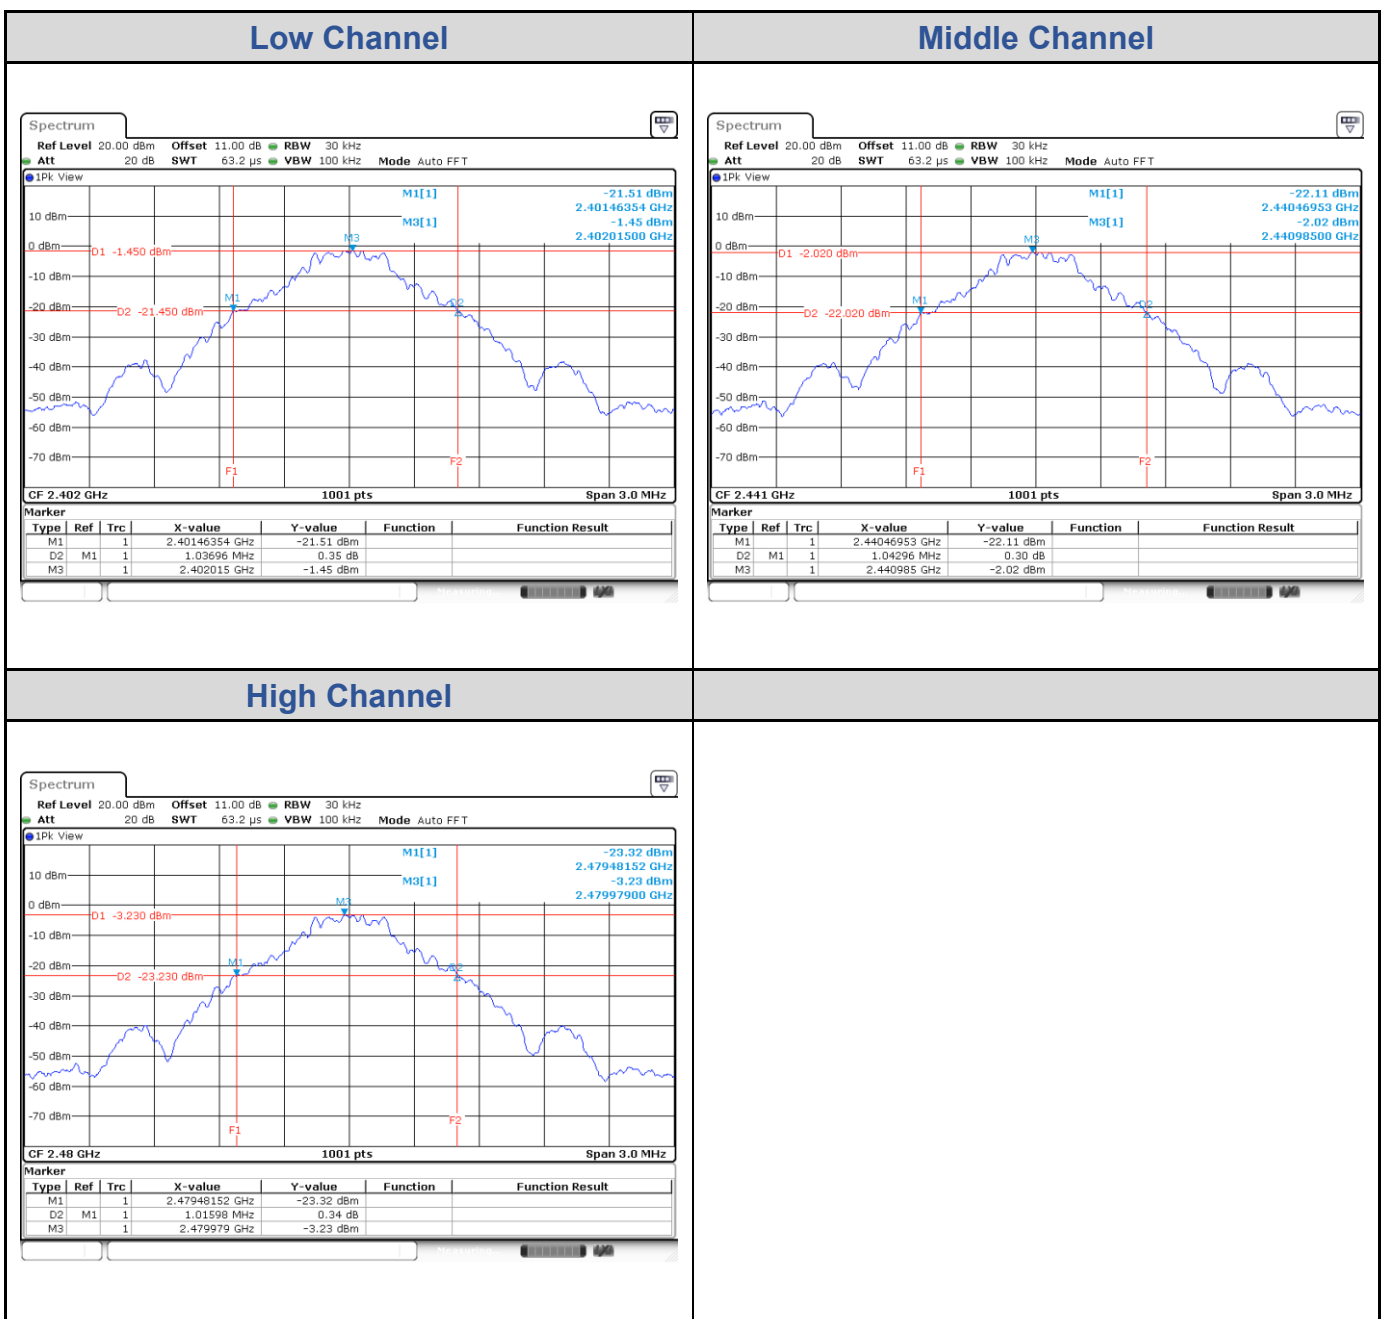 Low Channel
Middle Channel
Spectrum
Ref Level 20.00 dBm Offset 11.00 dB RBW 30 kHz
Att 20 dB SWT 63.2 µs VBW 100 kHz Mode Auto FFT
1Pk View
M1[1] -21.51 dBm
2.40146354 GHz
M3[1] -1.45 dBm
2.40201500 GHz
10 dBm
0 dBm
-10 dBm
-20 dBm
-30 dBm
-40 dBm
-50 dBm
-60 dBm
-70 dBm
M3
D1 -1.450 dBm
M1
D2
D2 -21.450 dBm
F1
F2
CF 2.402 GHz 1001 pts Span 3.0 MHz
Marker
Type Ref Trc X-value Y-value Function Function Result
M1 1 2.40146354 GHz -21.51 dBm
D2 M1 1 1.03696 MHz 0.35 dB
M3 1 2.402015 GHz -1.45 dBm
Measuring...
Spectrum
Ref Level 20.00 dBm Offset 11.00 dB RBW 30 kHz
Att 20 dB SWT 63.2 µs VBW 100 kHz Mode Auto FFT
1Pk View
M1[1] -22.11 dBm
2.44046953 GHz
M3[1] -2.02 dBm
2.44098500 GHz
10 dBm
0 dBm
-10 dBm
-20 dBm
-30 dBm
-40 dBm
-50 dBm
-60 dBm
-70 dBm
M3
D1 -2.020 dBm
M1
D2
D2 -22.020 dBm
F1
F2
CF 2.441 GHz 1001 pts Span 3.0 MHz
Marker
Type Ref Trc X-value Y-value Function Function Result
M1 1 2.44046953 GHz -22.11 dBm
D2 M1 1 1.04296 MHz 0.30 dB
M3 1 2.440985 GHz -2.02 dBm
Measuring...
High Channel
Spectrum
Ref Level 20.00 dBm Offset 11.00 dB RBW 30 kHz
Att 20 dB SWT 63.2 µs VBW 100 kHz Mode Auto FFT
1Pk View
M1[1] -23.32 dBm
2.47948152 GHz
M3[1] -3.23 dBm
2.47997900 GHz
10 dBm
0 dBm
-10 dBm
-20 dBm
-30 dBm
-40 dBm
-50 dBm
-60 dBm
-70 dBm
M3
D1 -3.230 dBm
M1
D2
D2 -23.230 dBm
F1
F2
CF 2.48 GHz 1001 pts Span 3.0 MHz
Marker
Type Ref Trc X-value Y-value Function Function Result
M1 1 2.47948152 GHz -23.32 dBm
D2 M1 1 1.01598 MHz 0.34 dB
M3 1 2.479979 GHz -3.23 dBm
Measuring...